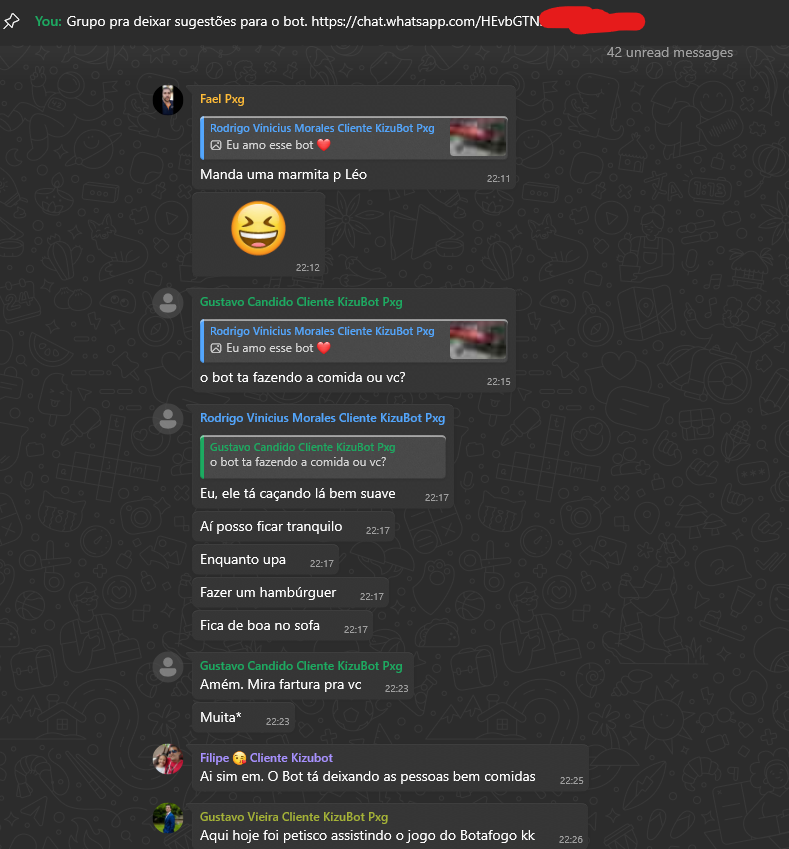 You: Grupo pra deixar sugestões para o bot. https://chat.whatsapp.com/HEvbGTN
42 unread messages
Fael Pxg
Rodrigo Vinicius Morales Cliente KizuBot Pxg
Eu amo esse bot ❤️
Manda uma marmita p Léo
22:11
😆
22:12
Gustavo Candido Cliente KizuBot Pxg
Rodrigo Vinicius Morales Cliente KizuBot Pxg
Eu amo esse bot ❤️
o bot ta fazendo a comida ou vc?
22:15
Rodrigo Vinicius Morales Cliente KizuBot Pxg
Gustavo Candido Cliente KizuBot Pxg
o bot ta fazendo a comida ou vc?
Eu, ele tá caçando lá bem suave
22:17
Aí posso ficar tranquilo
22:17
Enquanto upa
22:17
Fazer um hambúrguer
22:17
Fica de boa no sofa
22:17
Gustavo Candido Cliente KizuBot Pxg
Amém. Mira fartura pra vc
22:23
Muita*
22:23
Filipe 😘 Cliente Kizubot
Ai sim em. O Bot tá deixando as pessoas bem comidas
22:25
Gustavo Vieira Cliente KizuBot Pxg
Aqui hoje foi petisco assistindo o jogo do Botafogo kk
22:26